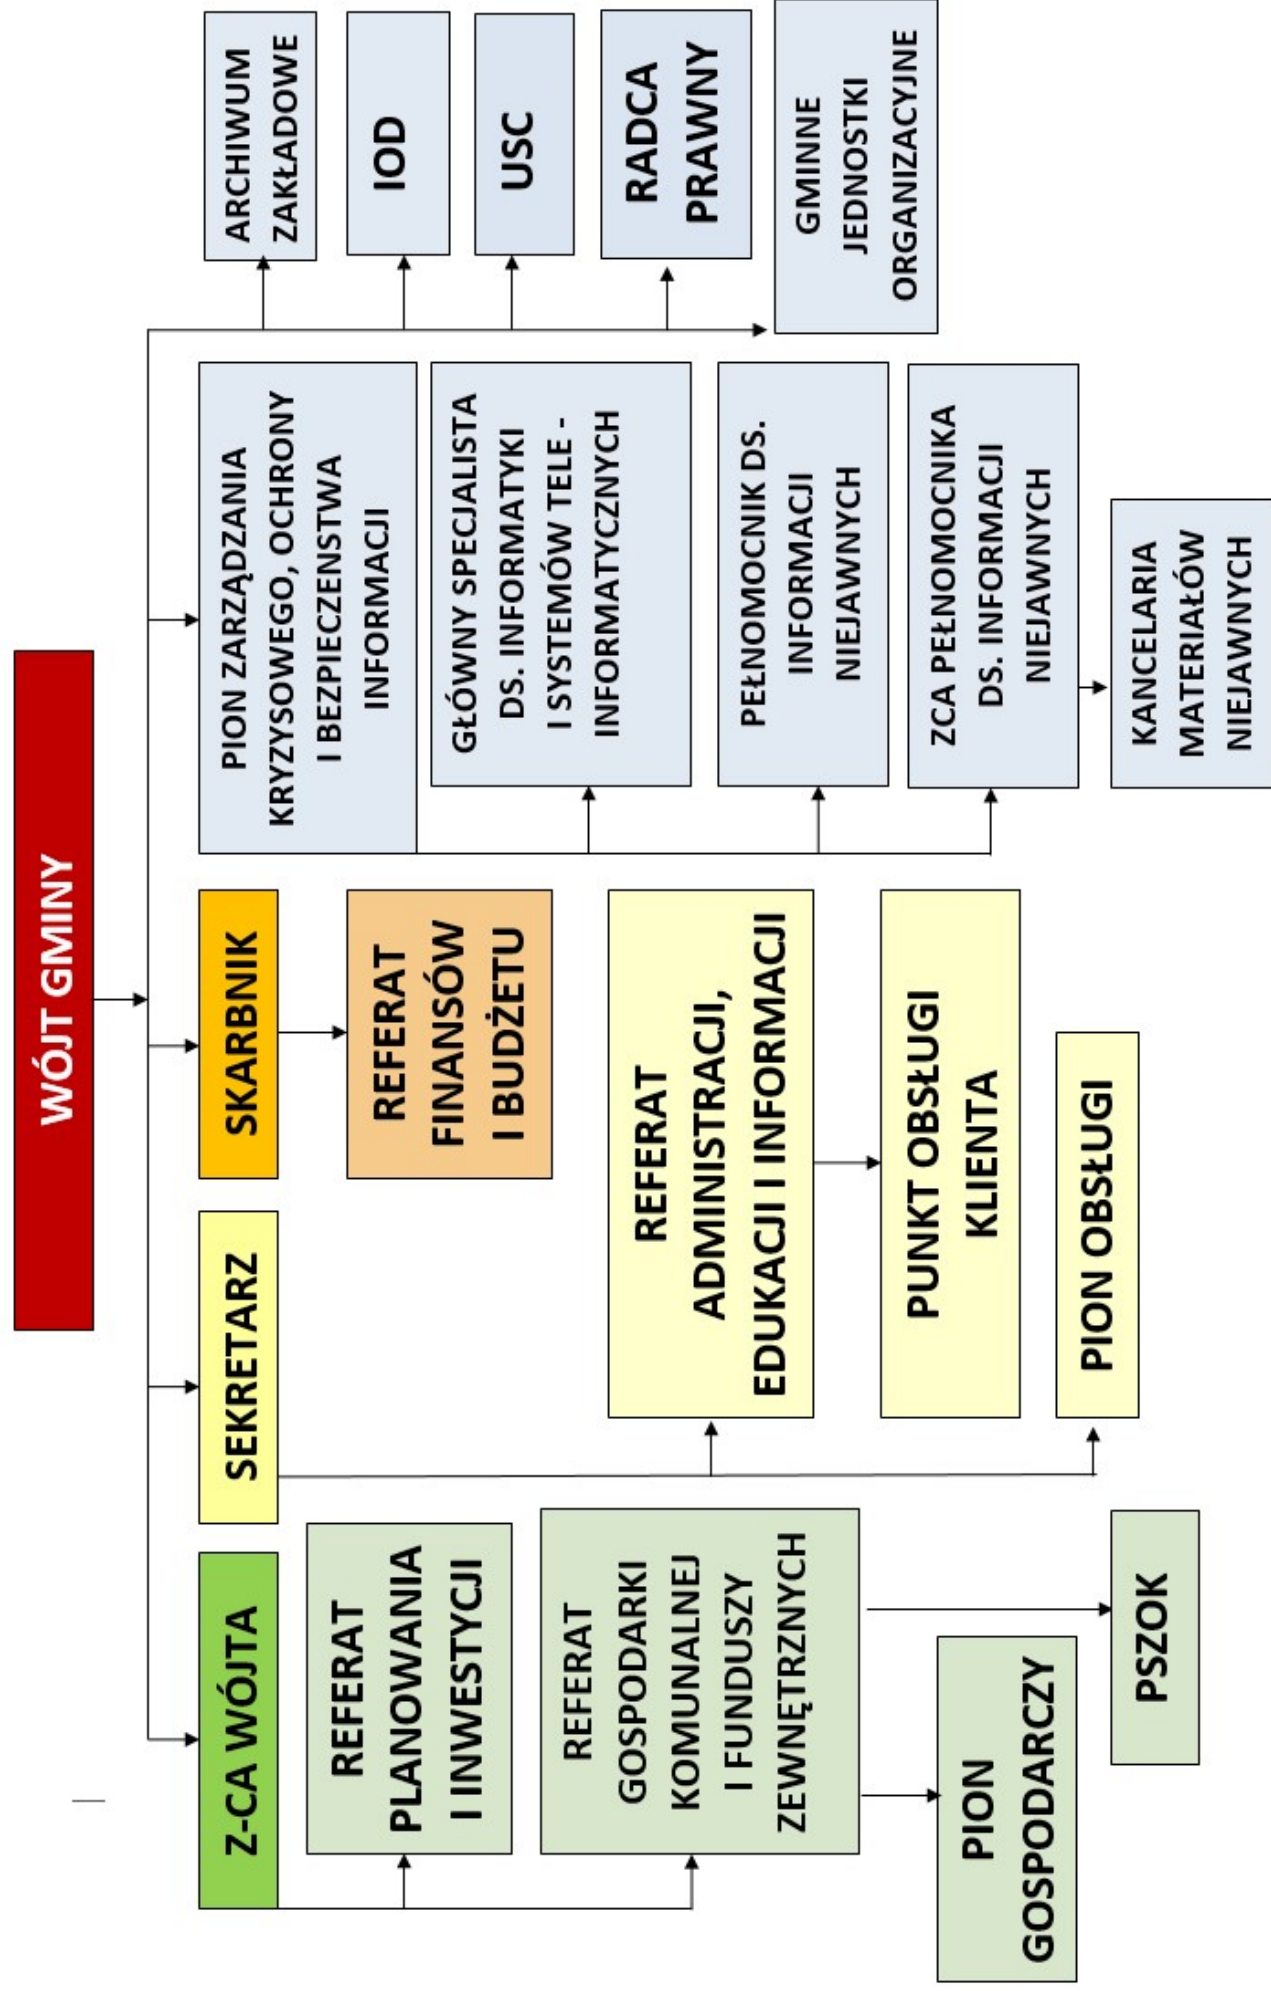 WÓJT GMINY
Z-CA WÓJTA
SEKRETARZ
SKARBNIK
PION ZARZĄDZANIA
KRYZYSOWEGO, OCHRONY
I BEZPIECZEŃSTWA
INFORMACJI
ARCHIWUM
ZAKŁADOWE
IOD
USC
RADCA
PRAWNY
GMINNE
JEDNOSTKI
ORGANIZACYJNE
REFERAT
PLANOWANIA
I INWESTYCJI
REFERAT
GOSPODARKI
KOMUNALNEJ
I FUNDUSZY
ZEWNĘTRZNYCH
PION
GOSPODARCZY
PSZOK
REFERAT
ADMINISTRACJI,
EDUKACJI I INFORMACJI
PUNKT OBSŁUGI
KLIENTA
PION OBSŁUGI
REFERAT
FINANSÓW
I BUDŻETU
GŁÓWNY SPECJALISTA
DS. INFORMATYKI
I SYSTEMÓW TELE -
INFORMATYCZNYCH
PEŁNOMOCNIK DS.
INFORMACJI
NIEJAWNYCH
ZCA PEŁNOMOCNIKA
DS. INFORMACJI
NIEJAWNYCH
KANCELARIA
MATERIAŁÓW
NIEJAWNYCH